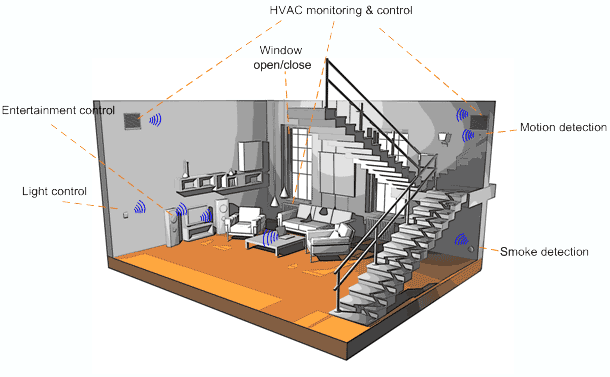 HVAC monitoring & control
Window
open/close
Entertainment control
Motion detection
Light control
Smoke detection